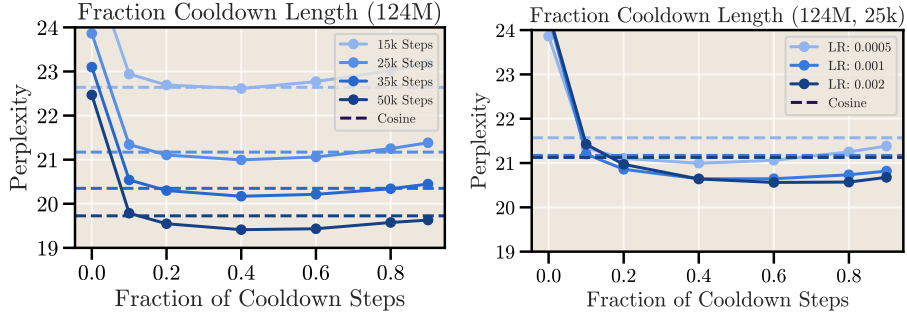 Fraction Cooldown Length (124M)
24
23
22
21
20
19
Perplexity
15k Steps
25k Steps
35k Steps
50k Steps
Cosine
0.0 0.2 0.4 0.6 0.8
Fraction of Cooldown Steps
Fraction Cooldown Length (124M, 25k)
24
23
22
21
20
19
Perplexity
LR: 0.0005
LR: 0.001
LR: 0.002
Cosine
0.0 0.2 0.4 0.6 0.8
Fraction of Cooldown Steps